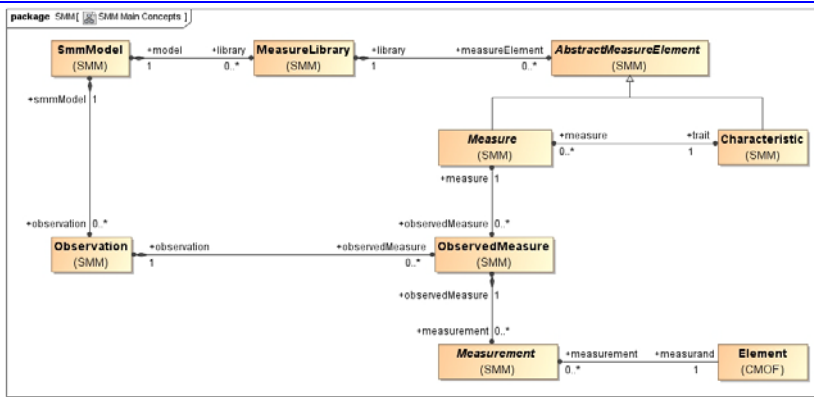 package SMM[ SMM Main Concepts ]
SmmModel
(SMM)
+model
1
+library
0..*
MeasureLibrary
(SMM)
+library
1
+measureElement
0..*
AbstractMeasureElement
(SMM)
+smmModel 1
Measure
(SMM)
+measure
0..*
+trait
1
Characteristic
(SMM)
+measure 1
+observation 0..*
+observedMeasure 0..*
Observation
(SMM)
+observation
1
+observedMeasure
0..*
ObservedMeasure
(SMM)
+observedMeasure 1
+measurement 0..*
Measurement
(SMM)
+measurement
0..*
+measurand
1
Element
(CMOF)